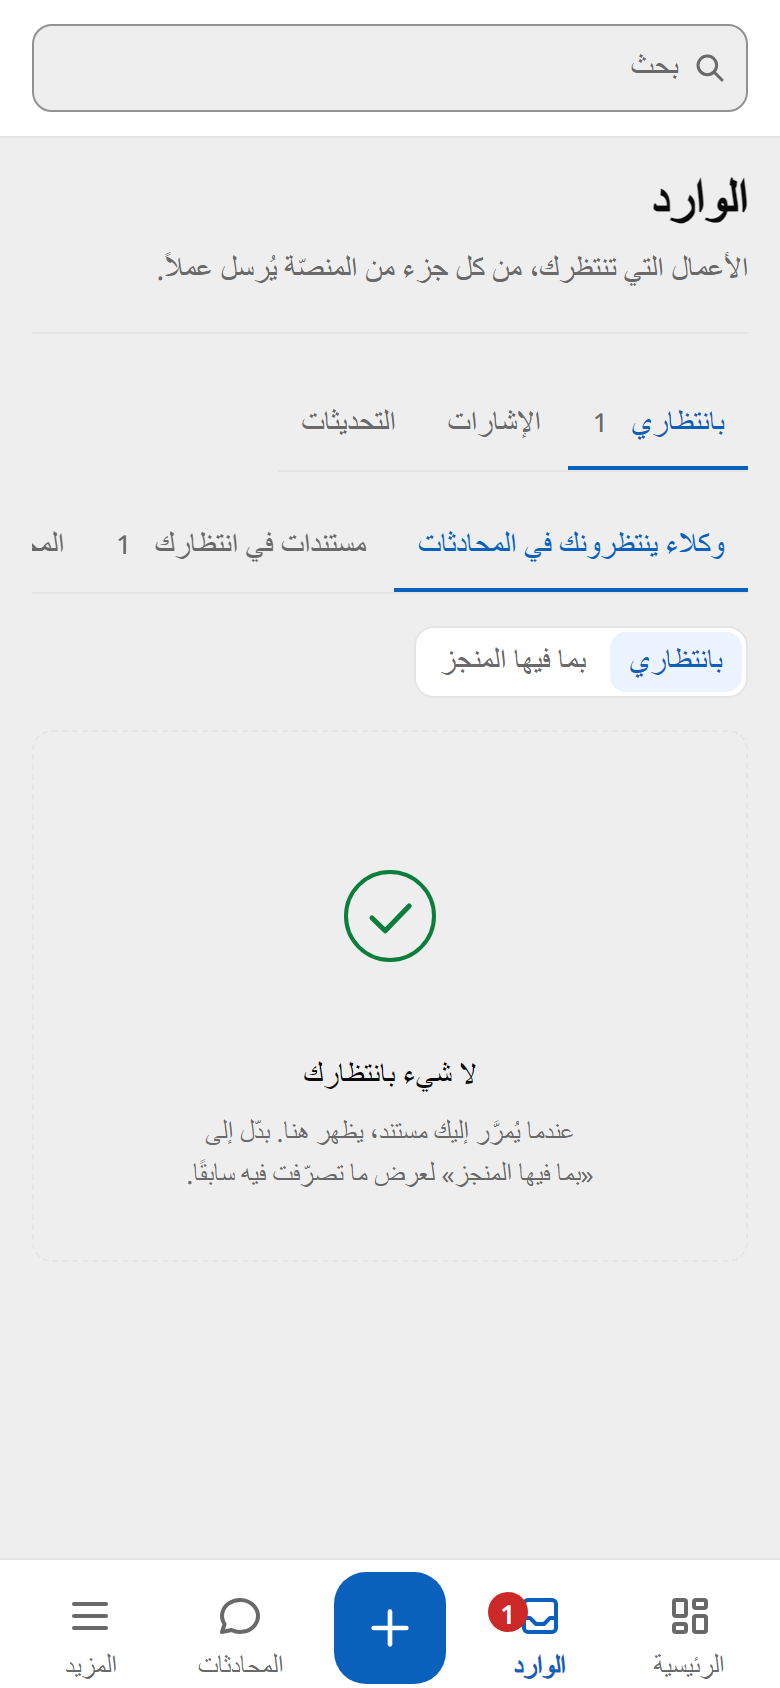 بحث
الوارد
الأعمال التي تنتظرك، من كل جزء من المنصّة يُرسل عملاً.
بانتظاري 1 الإشارات التحديثات
وكلاء ينتظرونك في المحادثات مستندات في انتظارك 1
بانتظاري بما فيها المنجز
لا شيء بانتظارك
عندما يُمرَّر إليك مستند، يظهر هنا. بدّل إلى
«بما فيها المنجز» لعرض ما تصرّفت فيه سابقًا.
1
الرئيسية الوارد المحادثات المزيد